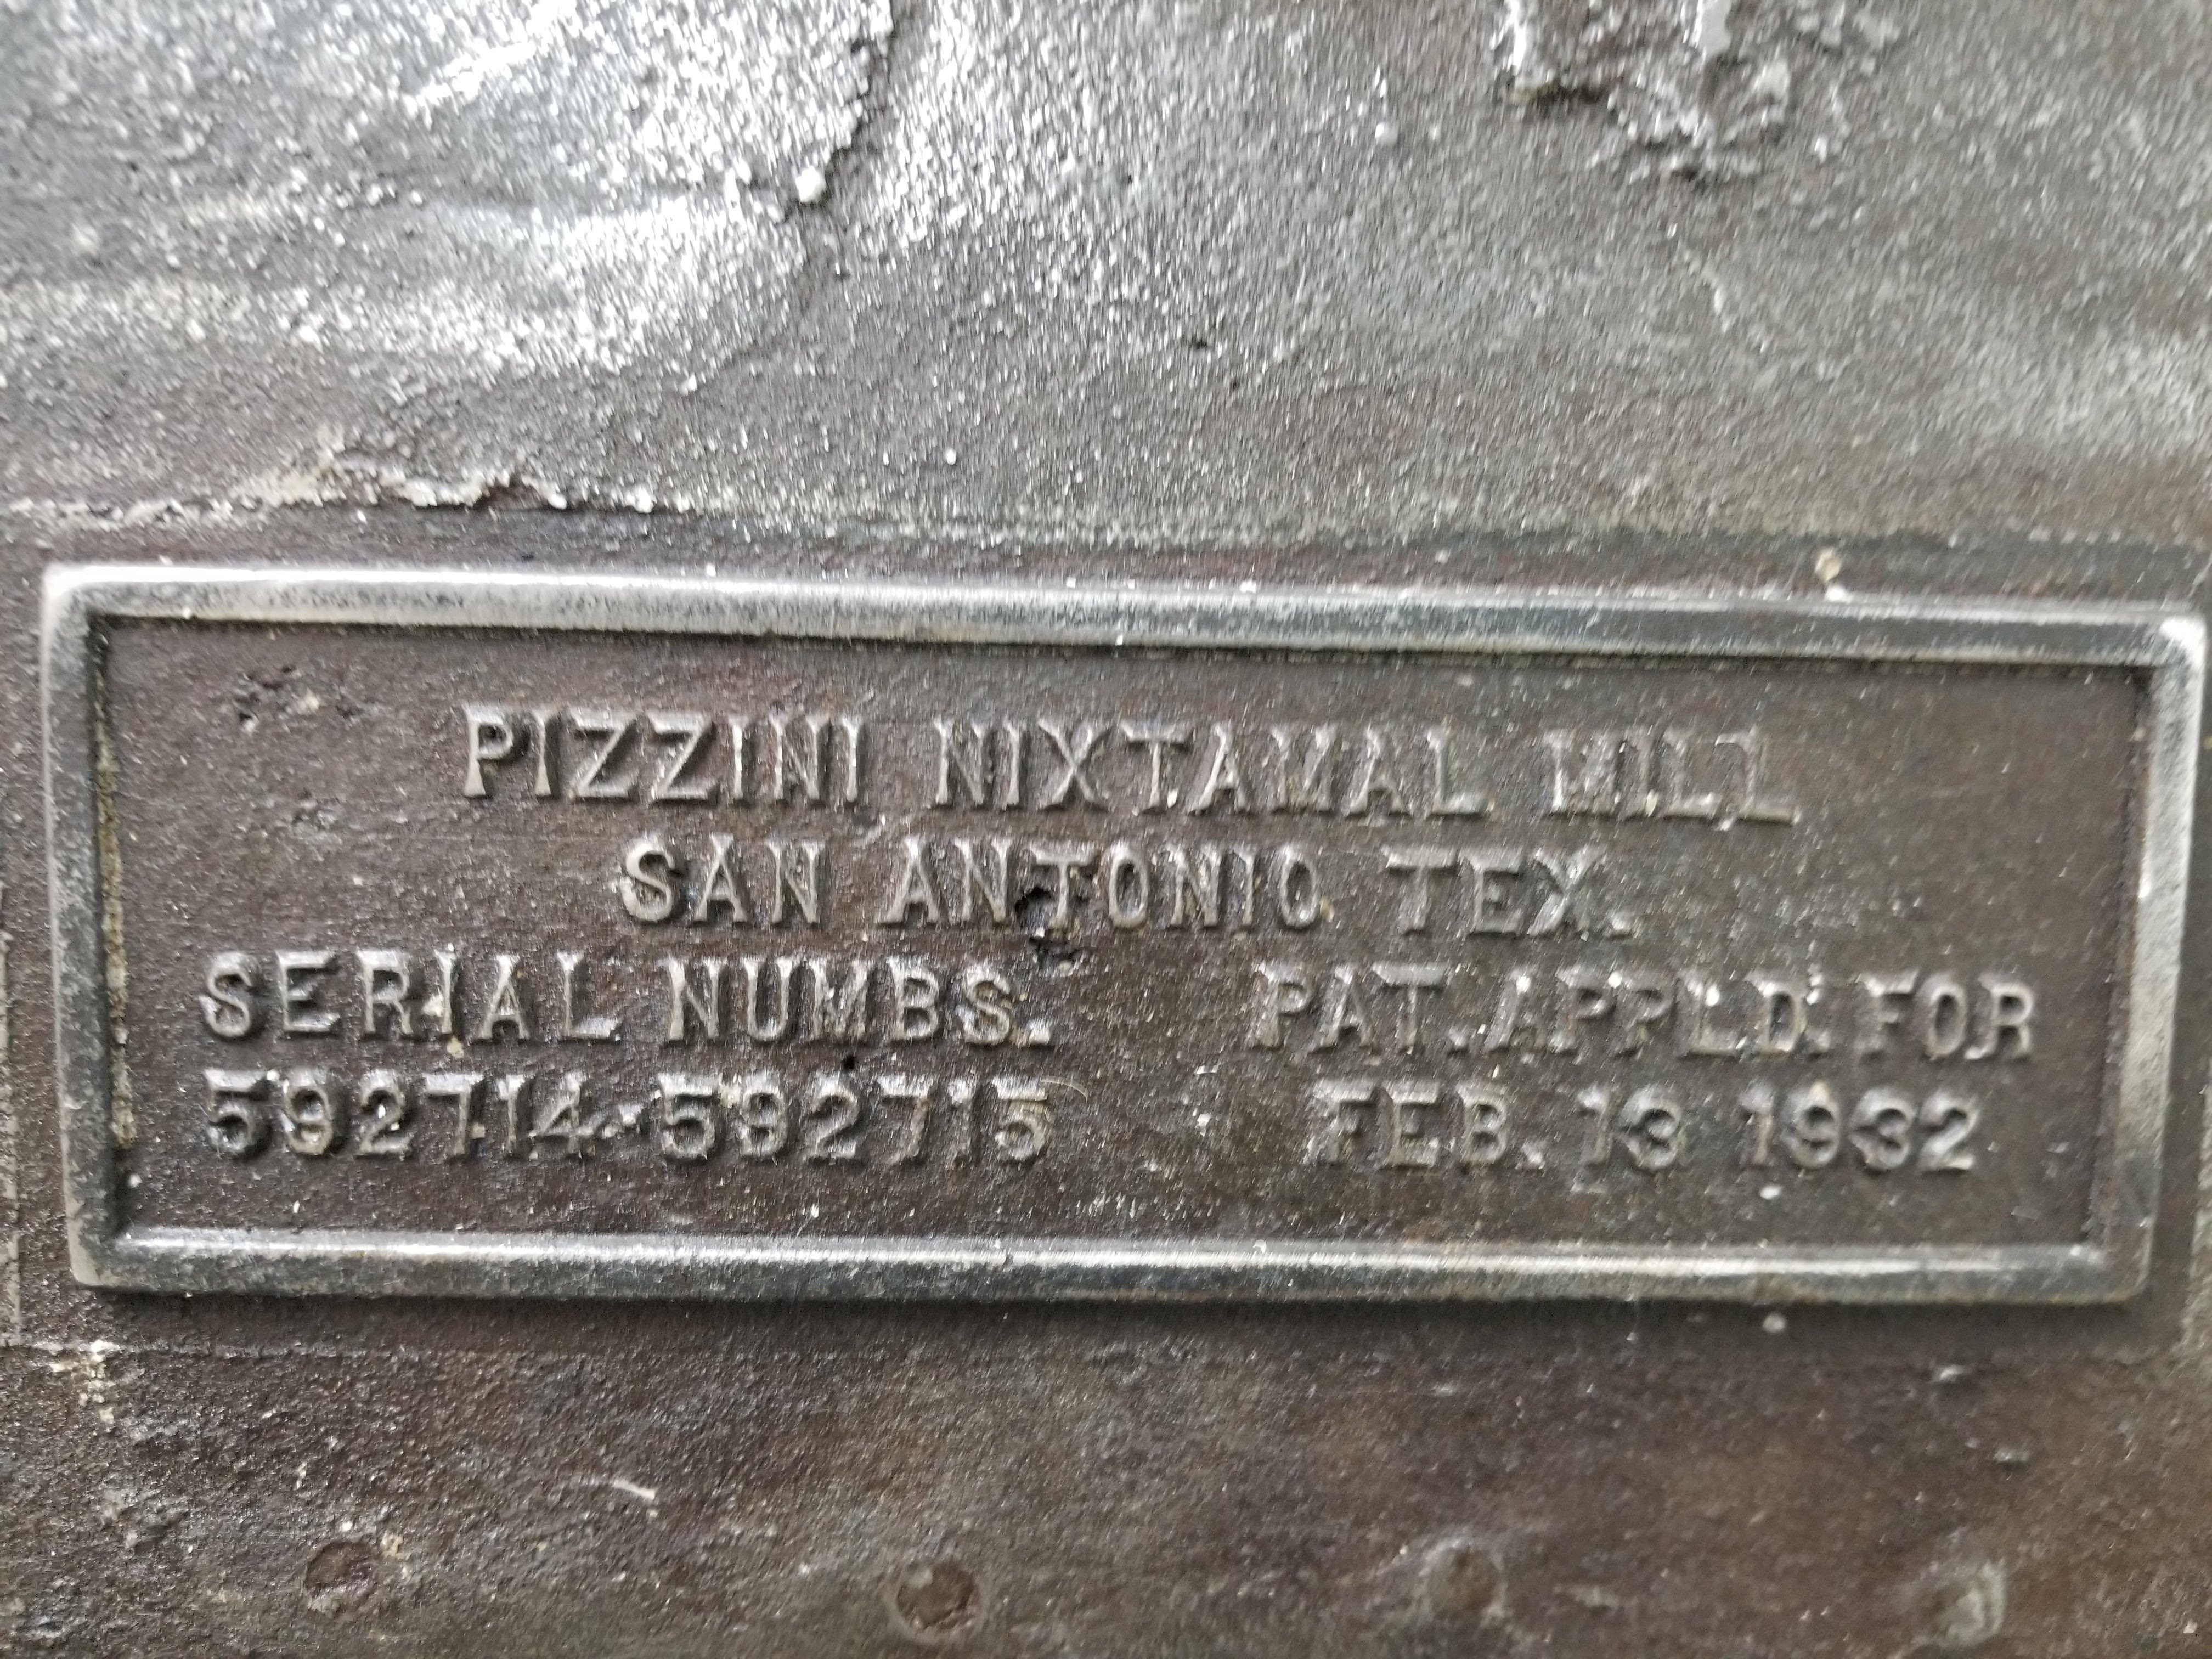 PIZZINI NIXTAMAL MILL
SAN ANTONIO TEX.
SERIAL NUMBS. PAT. APPLD. FOR
592714-592715 FEB. 13 1932